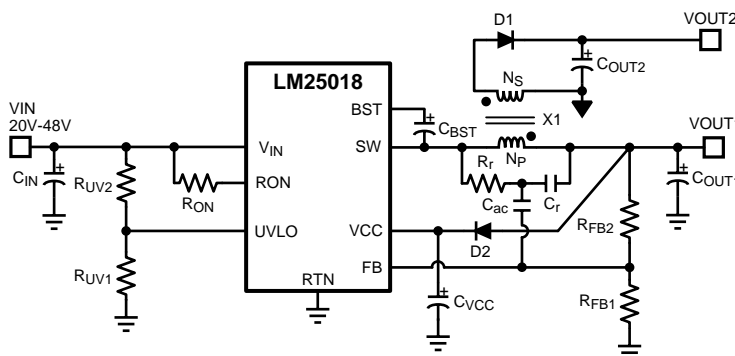 D1
VOUT2
+
COUT2
NS
LM25018
BST
+
CBST
X1
VIN
20V-48V
VIN
SW
NP
VOUT
+
CIN
RUV2
RON
RON
Rr
Cr
Cac
+
COUT1
UVLO
VCC
D2
RFB2
FB
RUV1
RTN
+
CVCC
RFB1